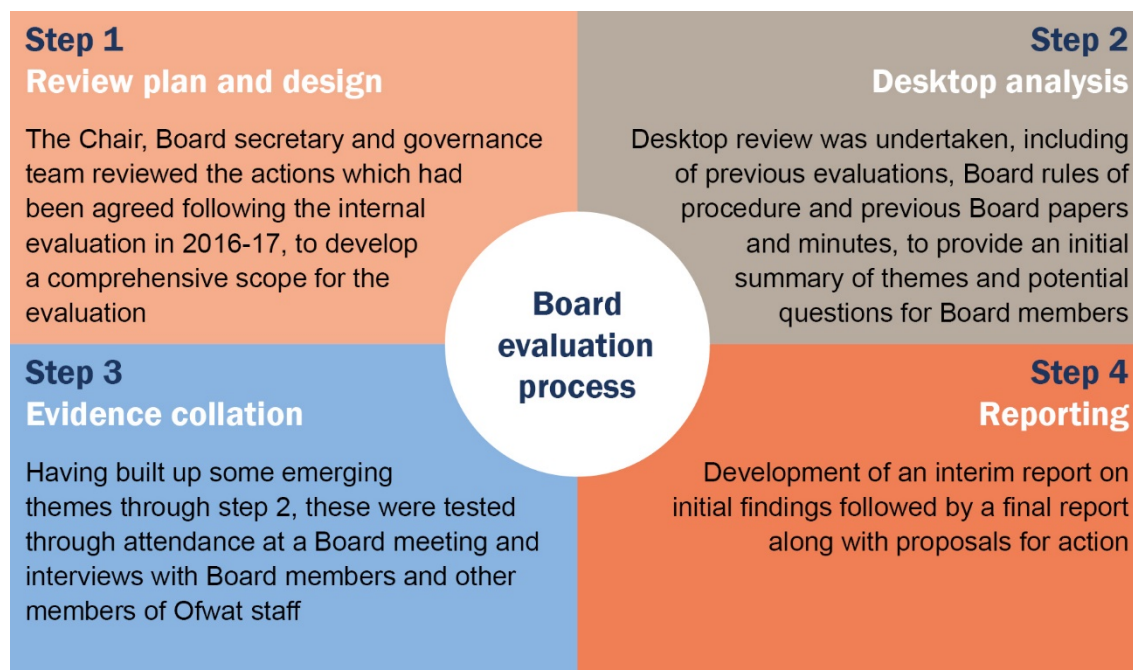 Step 1
Review plan and design
The Chair, Board secretary and governance
team reviewed the actions which had
been agreed following the internal
evaluation in 2016-17, to develop
a comprehensive scope for the
evaluation
Step 2
Desktop analysis
Desktop review was undertaken, including
of previous evaluations, Board rules of
procedure and previous Board papers
and minutes, to provide an initial
summary of themes and potential
questions for Board members
Board
evaluation
process
Step 3
Evidence collation
Having built up some emerging
themes through step 2, these were tested
through attendance at a Board meeting and
interviews with Board members and other
members of Ofwat staff
Step 4
Reporting
Development of an interim report on
initial findings followed by a final report
along with proposals for action